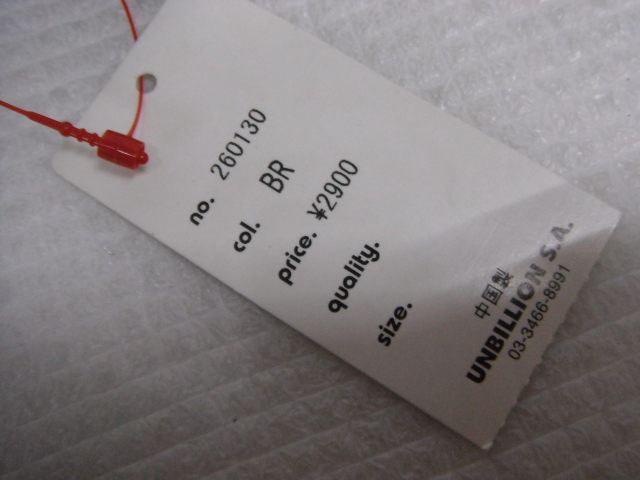 no. 260130
col. BR
price. ¥2900
quality.
size.
中国製
UNBILLION S.A.
03-3466-8991